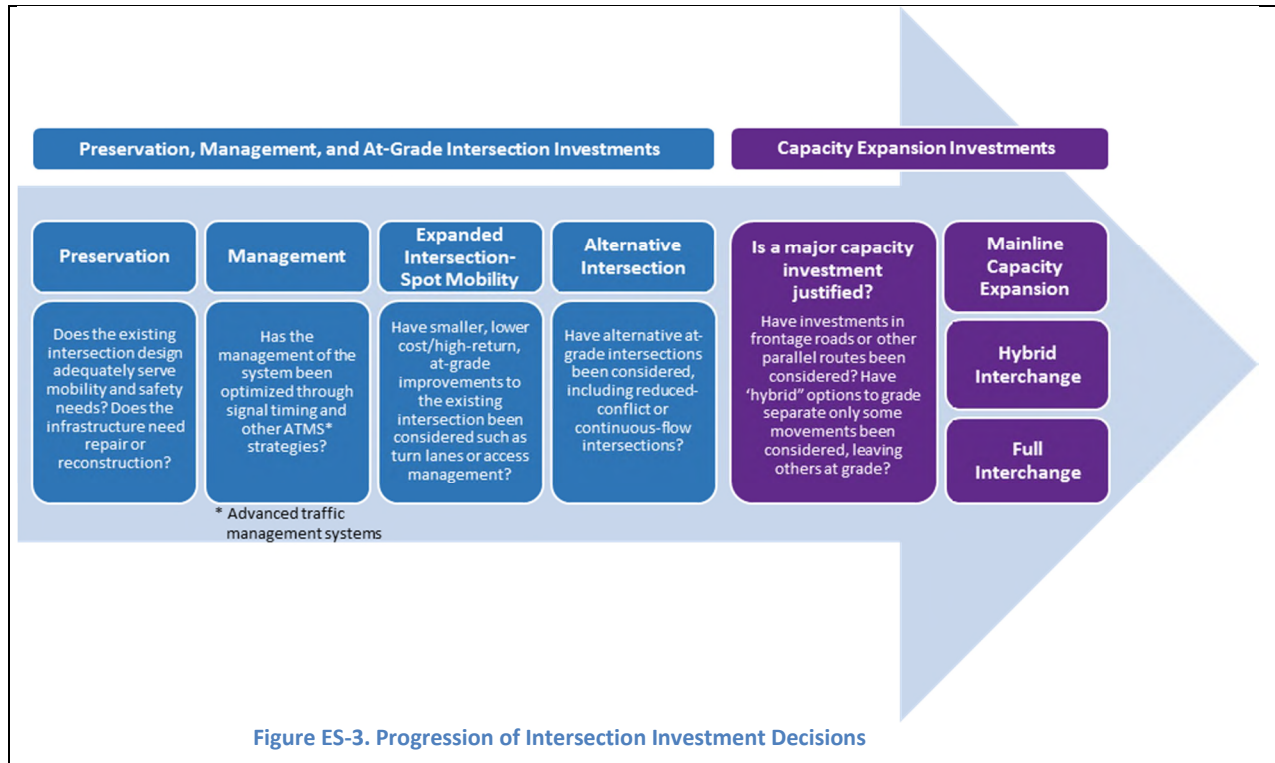 Preservation, Management, and At-Grade Intersection Investments
Capacity Expansion Investments
Preservation
Does the existing
intersection design
adequately serve
mobility and safety
needs? Does the
infrastructure need
repair or
reconstruction?
Management
Has the
management of the
system been
optimized through
signal timing and
other ATMS*
strategies?
* Advanced traffic
management systems
Expanded
Intersection-
Spot Mobility
Have smaller, lower
cost/high-return,
at-grade
improvements to
the existing
intersection been
considered such as
turn lanes or access
management?
Alternative
Intersection
Have alternative at-
grade intersections
been considered,
including reduced-
conflict or
continuous-flow
intersections?
Is a major capacity
investment
justified?
Have investments in
frontage roads or other
parallel routes been
considered? Have
‘hybrid” options to grade
separate only some
movements been
considered, leaving
others at grade?
Mainline
Capacity
Expansion
Hybrid
Interchange
Full
Interchange
Figure ES-3. Progression of Intersection Investment Decisions